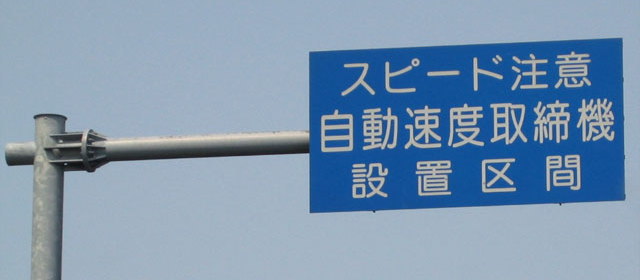 スピード注意
自動速度取締機
設置区間